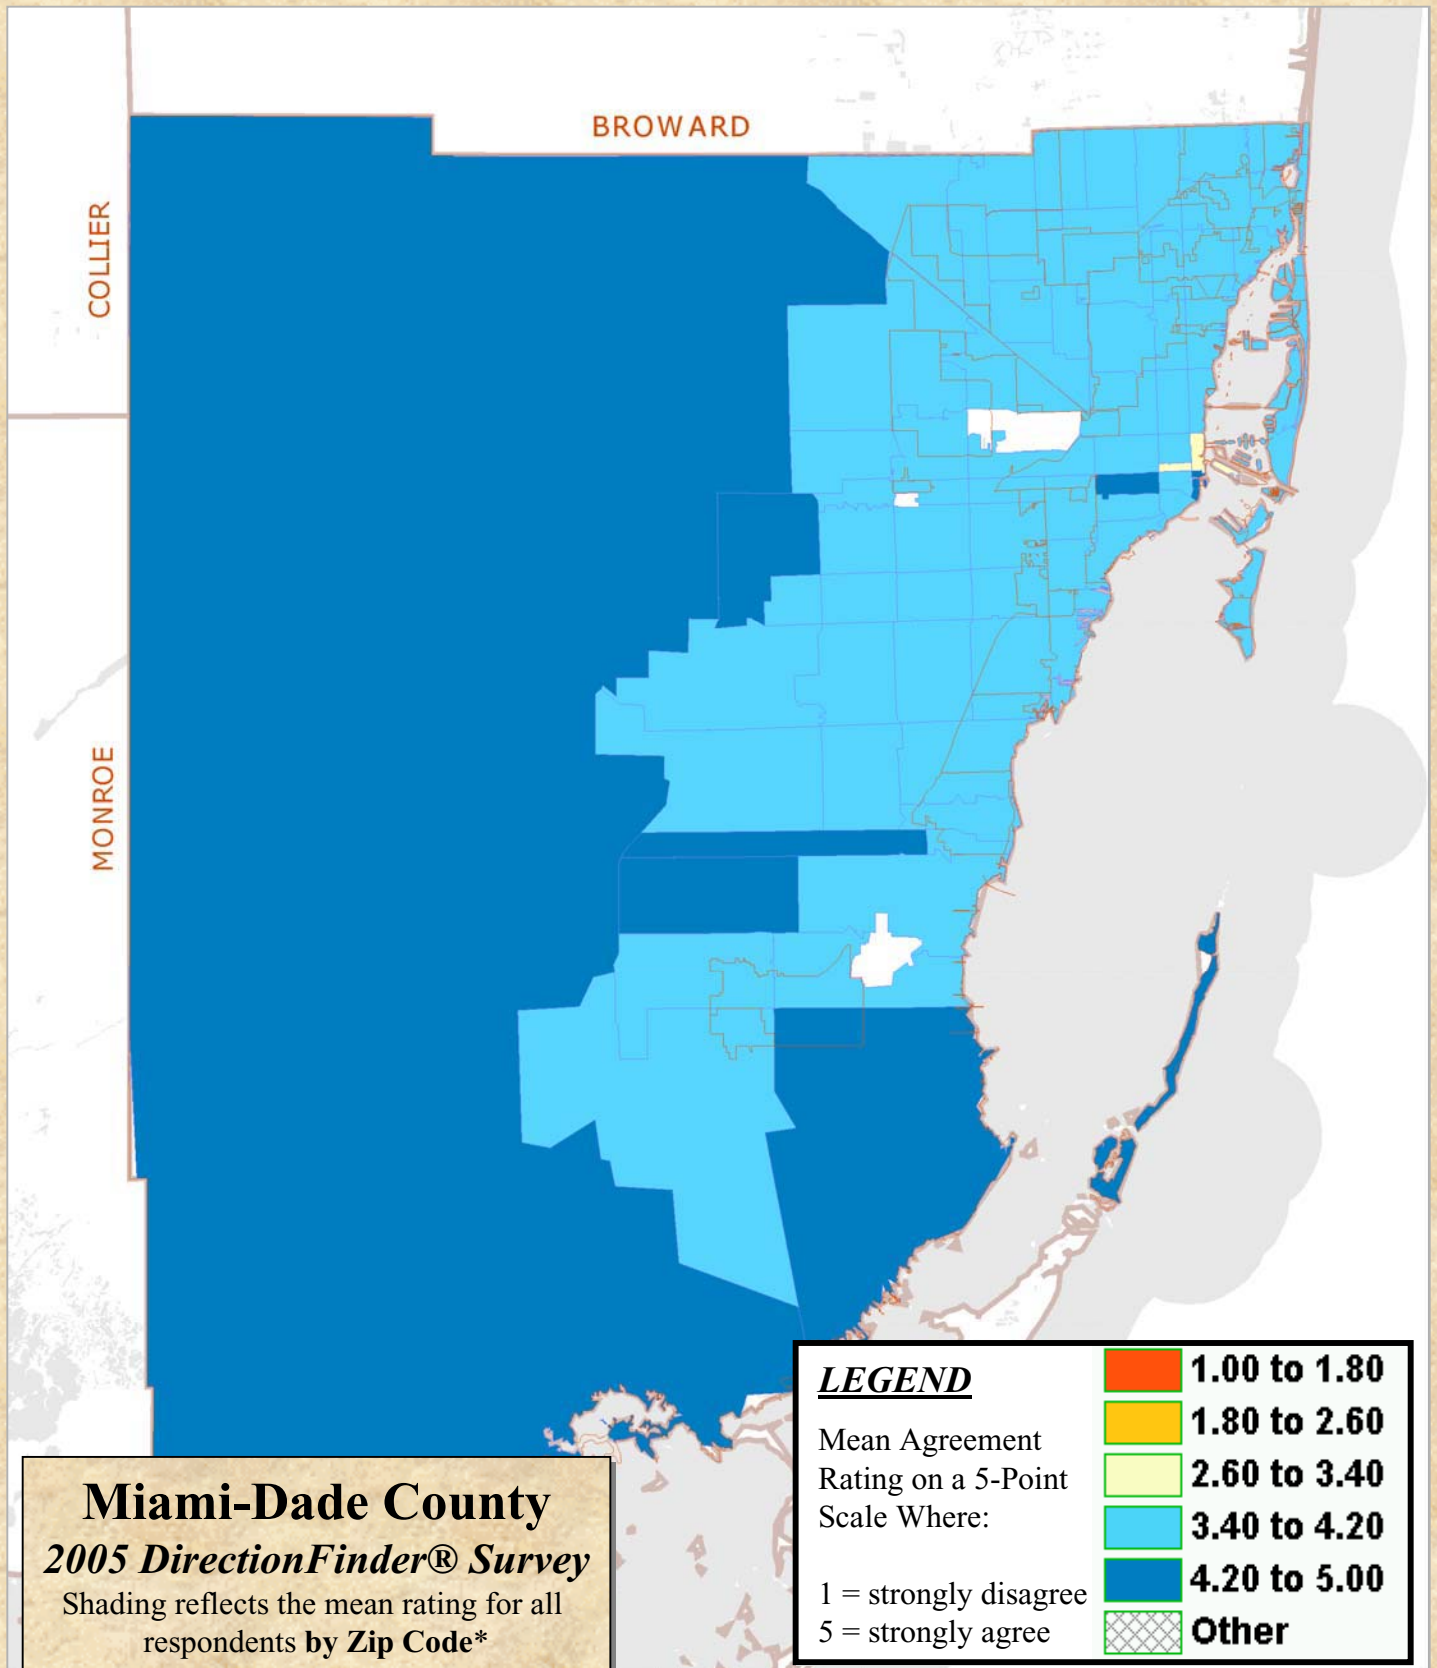 BROWARD
COLLIER
MONROE
LEGEND
Mean Agreement
Rating on a 5-Point
Scale Where:
1 = strongly disagree
5 = strongly agree
1.00 to 1.80
1.80 to 2.60
2.60 to 3.40
3.40 to 4.20
4.20 to 5.00
Other
Miami-Dade County
2005 DirectionFinder® Survey
Shading reflects the mean rating for all
respondents by Zip Code*